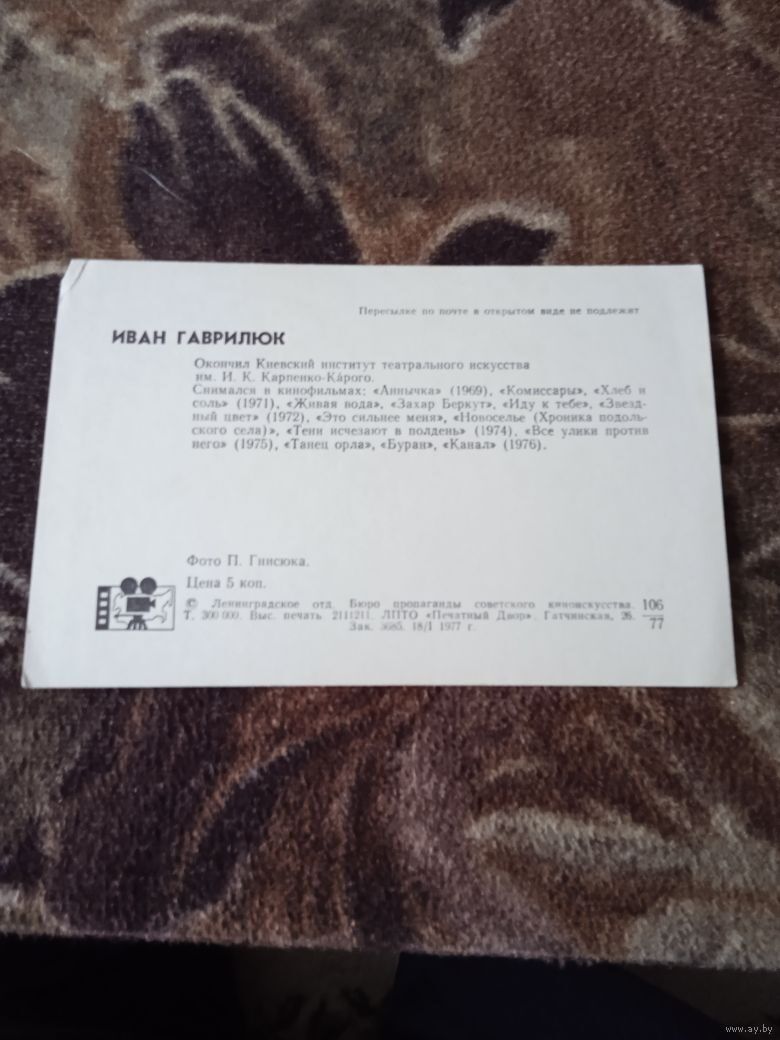 Пересылке по почте в открытом виде не подлежит
ИВАН ГАВРИЛЮК
Окончил Киевский институт театрального искусства
им. И. К. Карпенко-Ка́рого.
Снимался в кинофильмах: «Аннычка» (1969), «Комиссары», «Хлеб и
соль» (1971), «Живая вода», «Захар Беркут», «Иду к тебе», «Звезд-
ный цвет» (1972), «Это сильнее меня», «Новоселье (Хроника подоль-
ского села)», «Тени исчезают в полдень» (1974), «Все улики против
него» (1975), «Танец орла», «Буран», «Канал» (1976).
Фото П. Гнисюка.
Цена 5 коп.
© Ленинградское отд. Бюро пропаганды советского киноискусства. 106
Т. 300 000. Выс. печать. 2111211. ЛПТО «Печатный Двор». Гатчинская, 26. 77
Зак. 3685. 18/I 1977 г.
www.ay.by